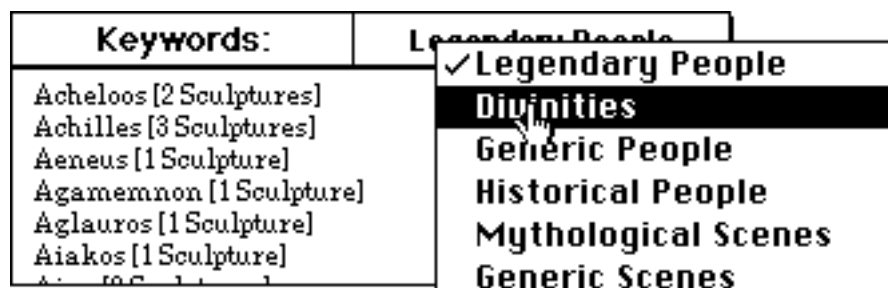 Keywords:
Legendary People
Acheloos [2 Sculptures]
Achilles [3 Sculptures]
Aeneus [1 Sculpture]
Agamemnon [1 Sculpture]
Aglauros [1 Sculpture]
Aiakos [1 Sculpture]
✓Legendary People
Divinities
Generic People
Historical People
Mythological Scenes
Generic Scenes